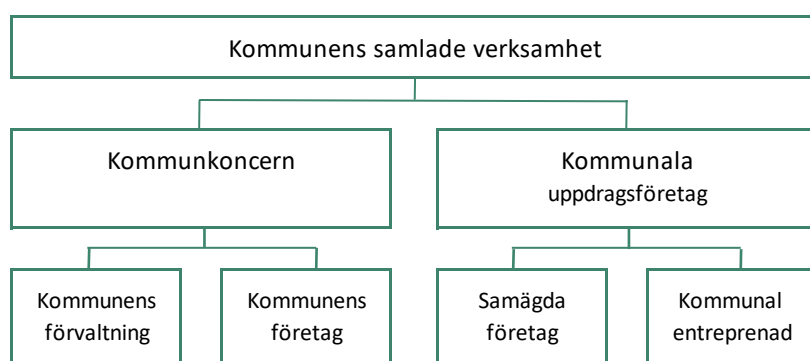 Kommunens samlade verksamhet
Kommunkoncern
Kommunala
uppdragsföretag
Kommunens
förvaltning
Kommunens
företag
Samägda
företag
Kommunal
entreprenad